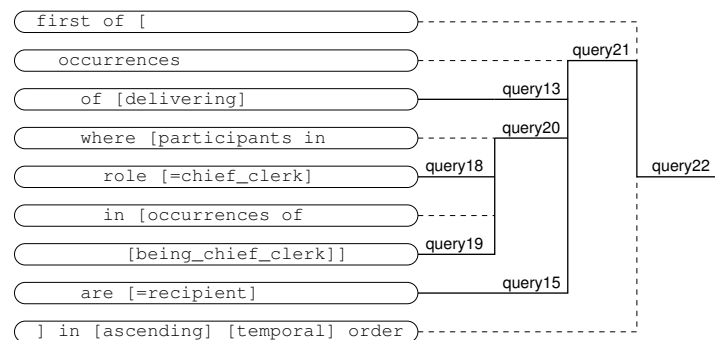 first of [
query21
occurrences
query13
of [delivering]
query20
where [participants in
query18
query22
role [=chief_clerk]
in [occurrences of
query19
[being_chief_clerk]]
query15
are [=recipient]
] in [ascending] [temporal] order